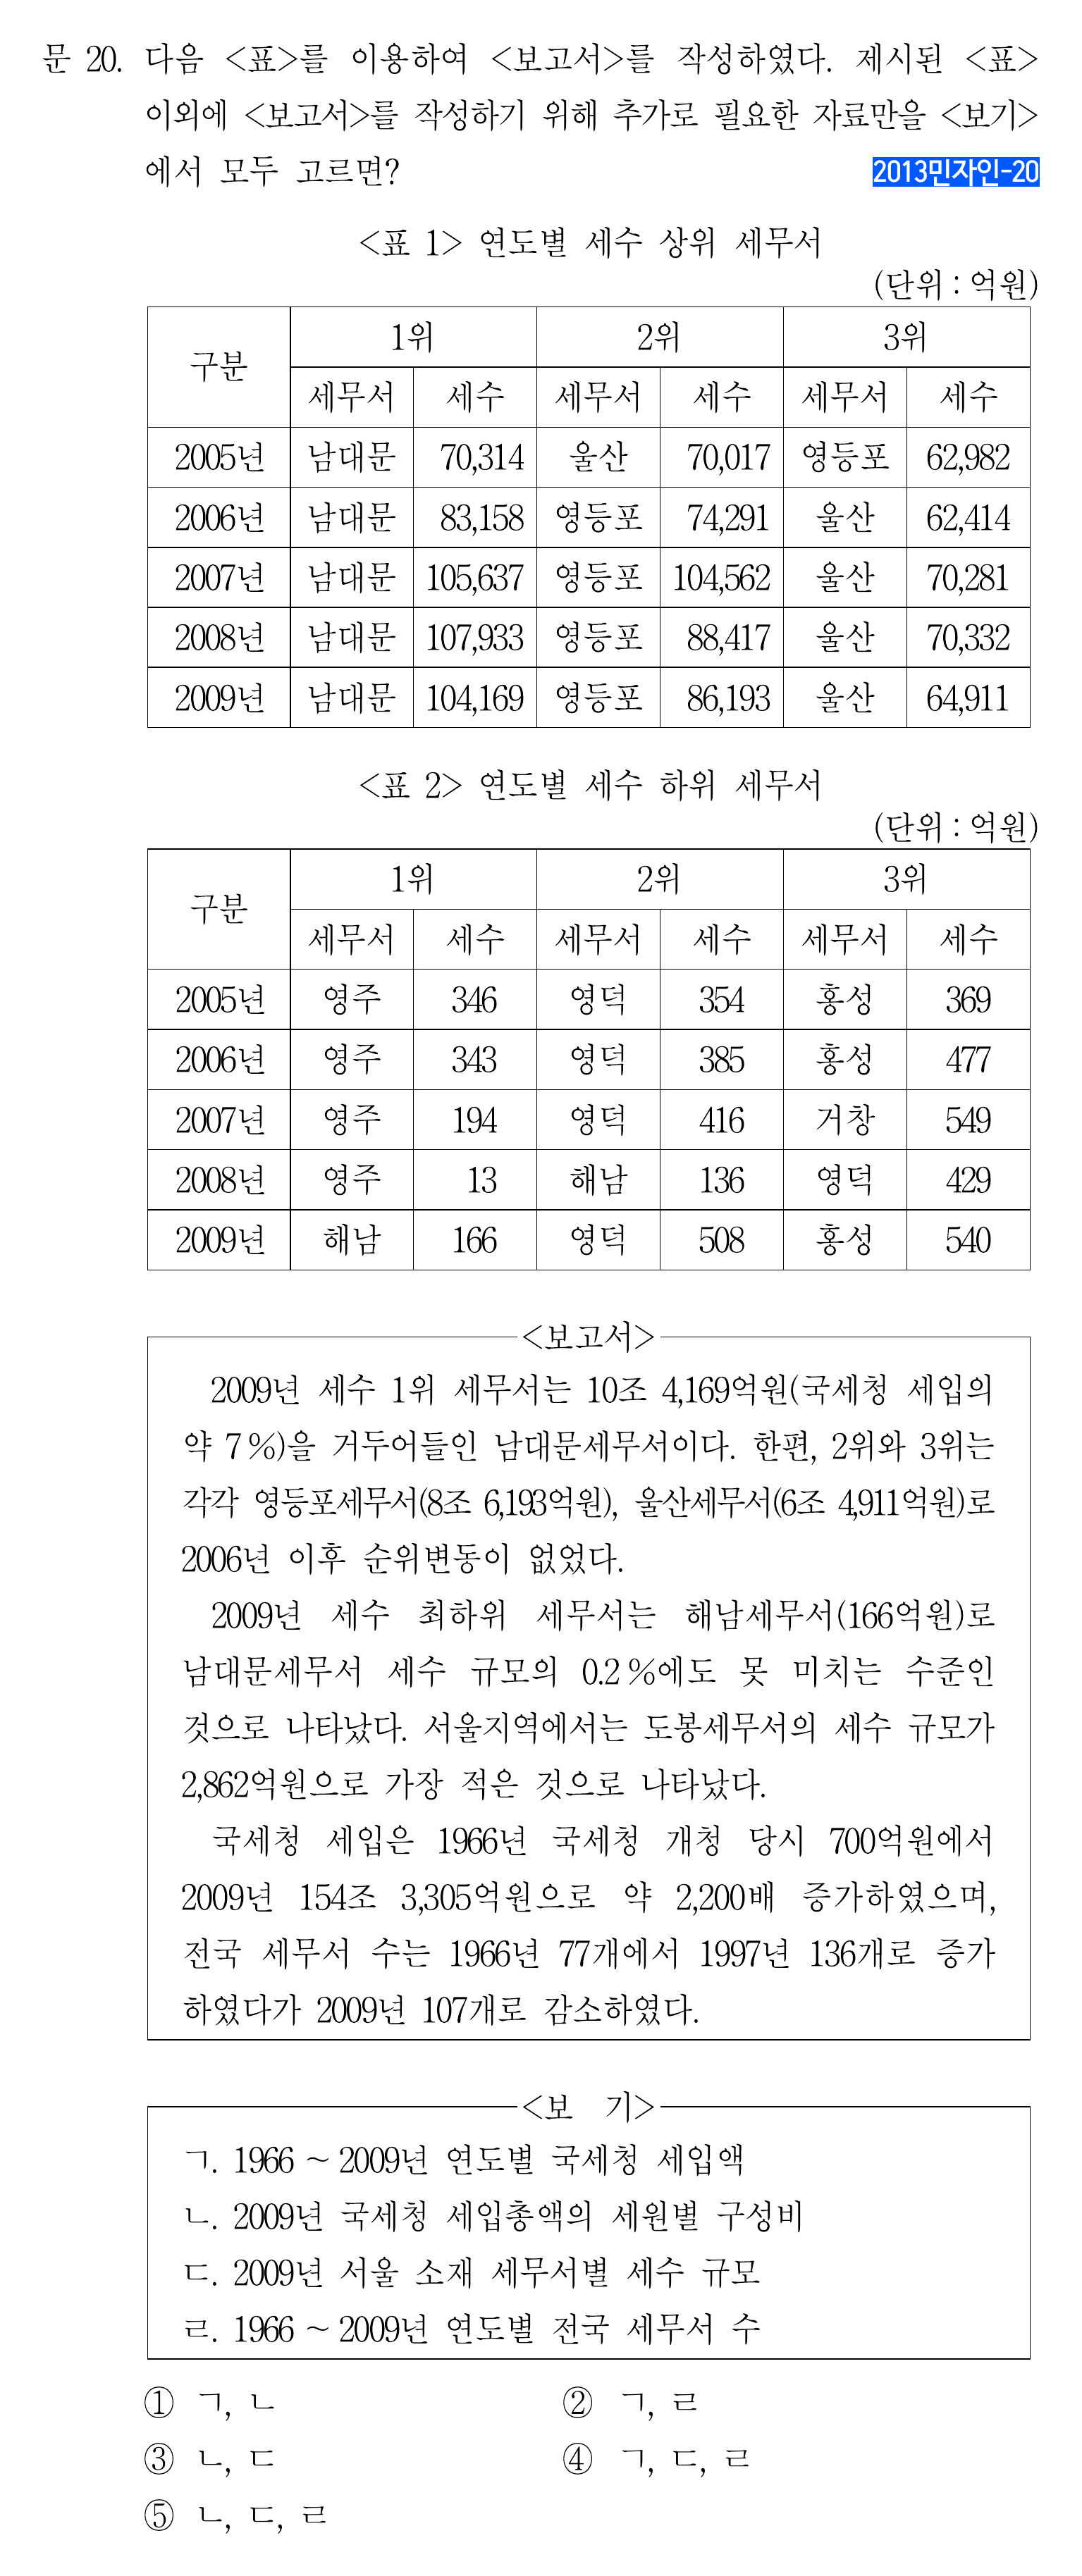 문 20. 다음 <표>를 이용하여 <보고서>를 작성하였다. 제시된 <표>
이외에 <보고서>를 작성하기 위해 추가로 필요한 자료만을 <보기>
에서 모두 고르면? 2013민자인-20
<표 1> 연도별 세수 상위 세무서
(단위 : 억원)
구분 1위 2위 3위
세무서 세수 세무서 세수 세무서 세수
2005년 남대문 70,314 울산 70,017 영등포 62,982
2006년 남대문 83,158 영등포 74,291 울산 62,414
2007년 남대문 105,637 영등포 104,562 울산 70,281
2008년 남대문 107,933 영등포 88,417 울산 70,332
2009년 남대문 104,169 영등포 86,193 울산 64,911
<표 2> 연도별 세수 하위 세무서
(단위 : 억원)
구분 1위 2위 3위
세무서 세수 세무서 세수 세무서 세수
2005년 영주 346 영덕 354 홍성 369
2006년 영주 343 영덕 385 홍성 477
2007년 영주 194 영덕 416 거창 549
2008년 영주 13 해남 136 영덕 429
2009년 해남 166 영덕 508 홍성 540
<보고서>
2009년 세수 1위 세무서는 10조 4,169억원(국세청 세입의
약 7%)을 거두어들인 남대문세무서이다. 한편, 2위와 3위는
각각 영등포세무서(8조 6,193억원), 울산세무서(6조 4,911억원)로
2006년 이후 순위변동이 없었다.
2009년 세수 최하위 세무서는 해남세무서(166억원)로
남대문세무서 세수 규모의 0.2%에도 못 미치는 수준인
것으로 나타났다. 서울지역에서는 도봉세무서의 세수 규모가
2,862억원으로 가장 적은 것으로 나타났다.
국세청 세입은 1966년 국세청 개청 당시 700억원에서
2009년 154조 3,305억원으로 약 2,200배 증가하였으며,
전국 세무서 수는 1966년 77개에서 1997년 136개로 증가
하였다가 2009년 107개로 감소하였다.
<보 기>
ㄱ. 1966 ~ 2009년 연도별 국세청 세입액
ㄴ. 2009년 국세청 세입총액의 세원별 구성비
ㄷ. 2009년 서울 소재 세무서별 세수 규모
ㄹ. 1966 ~ 2009년 연도별 전국 세무서 수
① ㄱ, ㄴ ② ㄱ, ㄹ
③ ㄴ, ㄷ ④ ㄱ, ㄷ, ㄹ
⑤ ㄴ, ㄷ, ㄹ